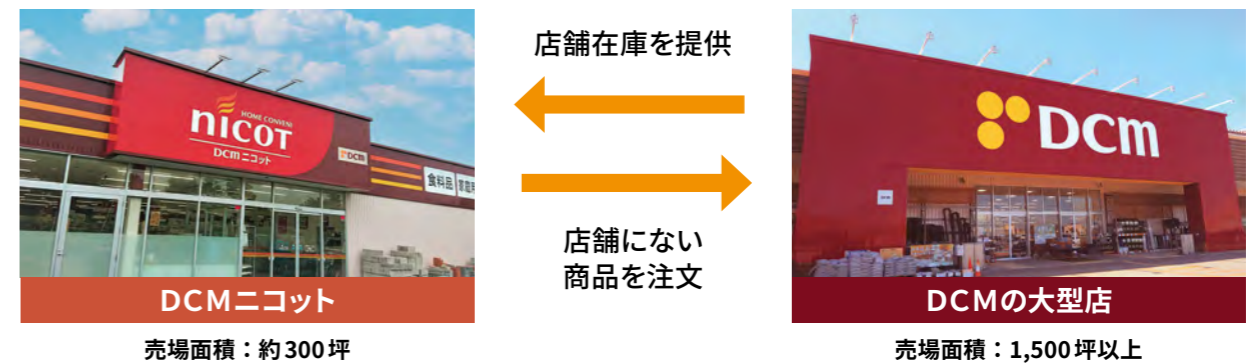 店舗在庫を提供
HOME CONVENI
nicot
DCMニコット
DCM
食料品
DCM
店舗にない
商品を注文
DCMニコット
DCMの大型店
売場面積：約300坪
売場面積：1,500坪以上